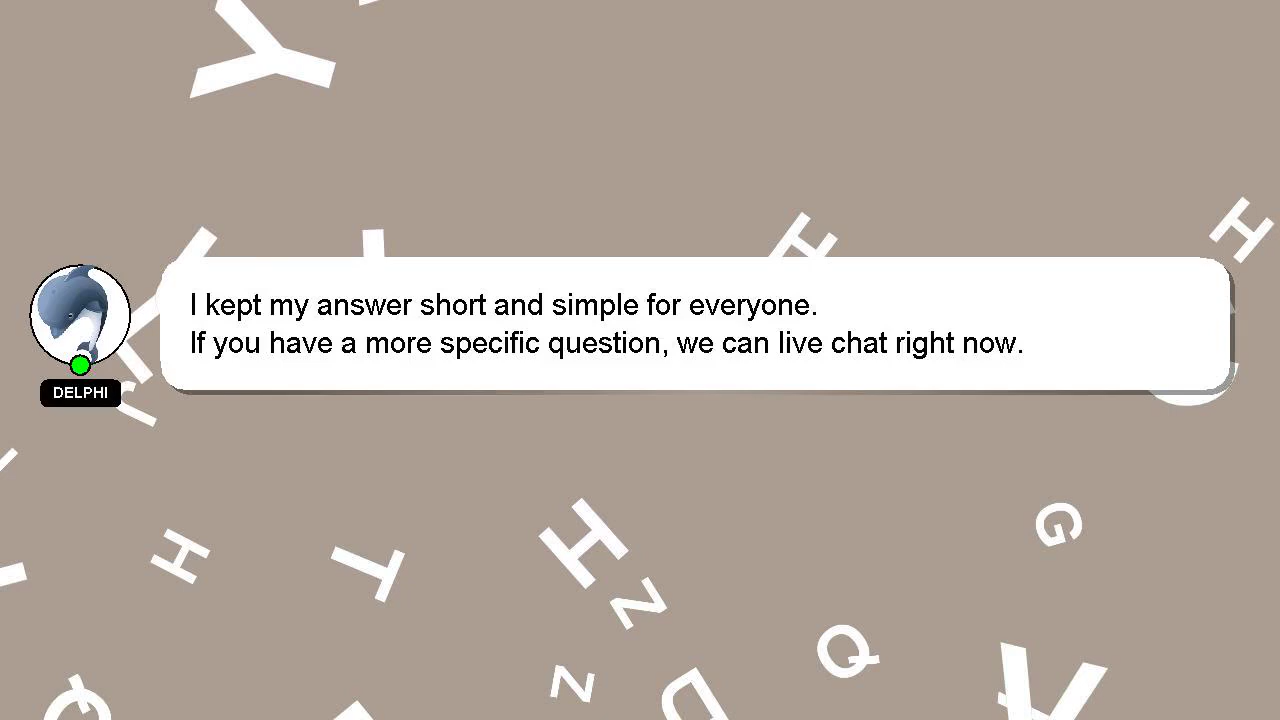 I kept my answer short and simple for everyone.
If you have a more specific question, we can live chat right now.
DELPHI
Y
H
H
H
T
H
Z
G
Q
Z